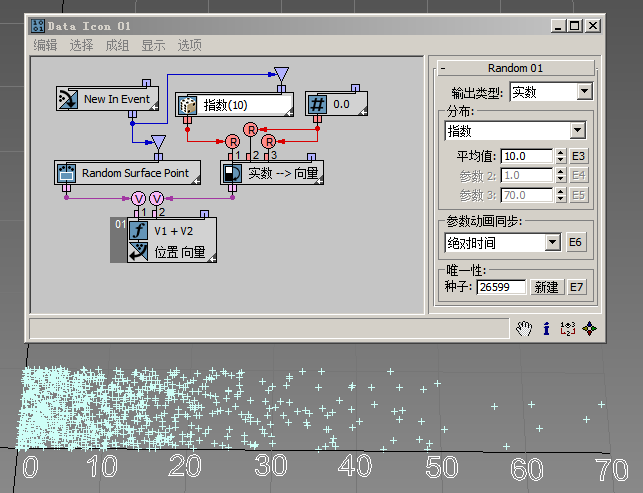 Data Icon 01
编辑 选择 成组 显示 选项
New In Event
指数(10)
0.0
R
R
R
1 2 3
Random Surface Point
实数 --> 向量
V
V
1 2
01
V1 + V2
位置 向量
- Random 01
输出类型: 实数
分布:
指数
平均值: 10.0 E3
参数 2: 1.0 E4
参数 3: 70.0 E5
参数动画同步:
绝对时间 E6
唯一性:
种子: 26599 新建 E7
0 10 20 30 40 50 60 70